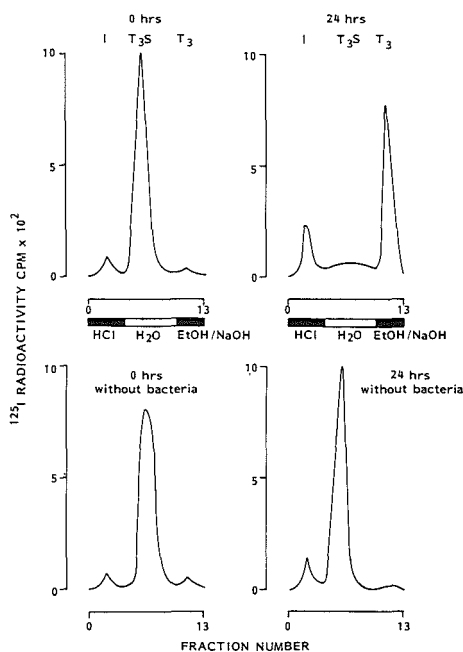 0 hrs
I T₃S T₃
24 hrs
I T₃S T₃
10
5
0
10
5
0
0 13
HCl H₂O EtOH/NaOH
0 13
HCl H₂O EtOH/NaOH
¹²⁵I RADIOACTIVITY CPM x 10²
0 hrs
without bacteria
24 hrs
without bacteria
10
5
0
10
5
0
0 13
0 13
FRACTION NUMBER